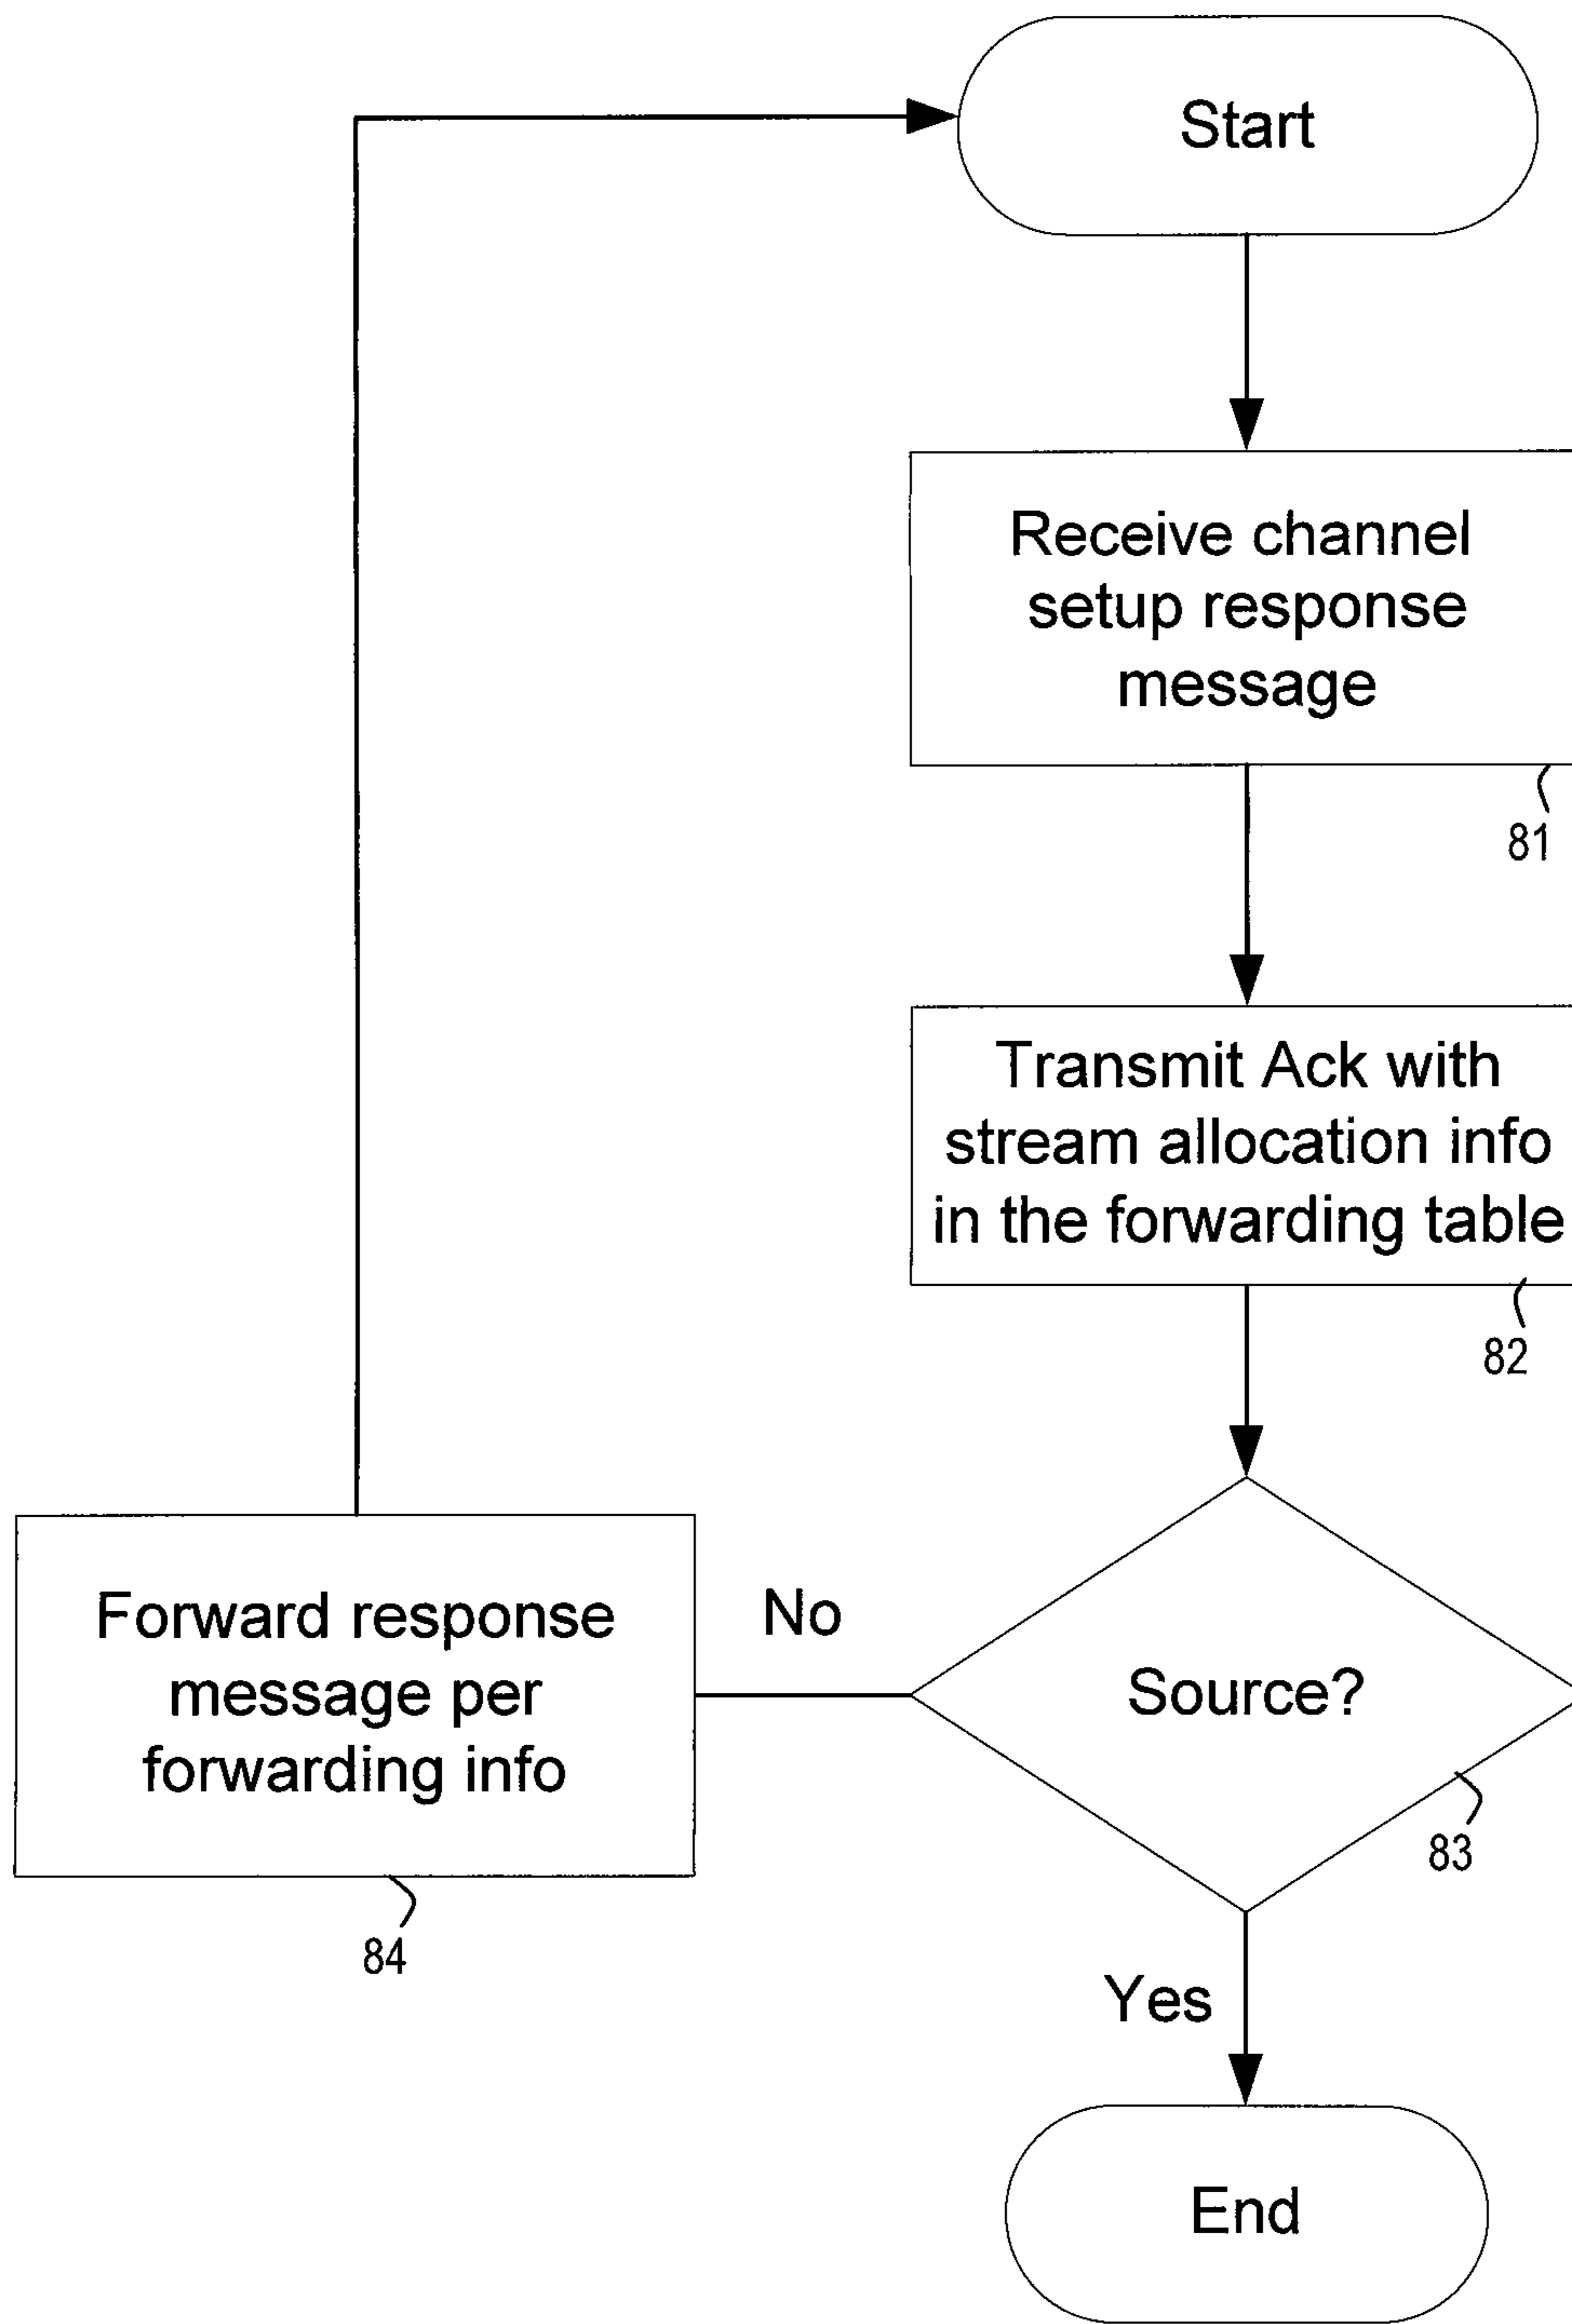 Start
Receive channel
setup response
message
81
Transmit Ack with
stream allocation info
in the forwarding table
82
Source?
83
No
Forward response
message per
forwarding info
84
Yes
End